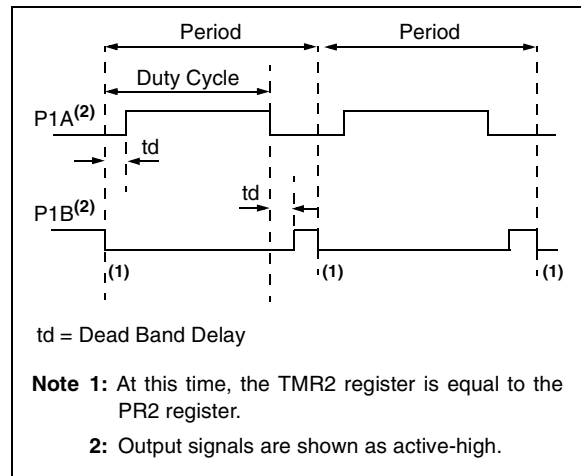 Period Period
Duty Cycle
P1A(2)
td
td
P1B(2)
(1) (1) (1)
td = Dead Band Delay
Note 1: At this time, the TMR2 register is equal to the
PR2 register.
2: Output signals are shown as active-high.